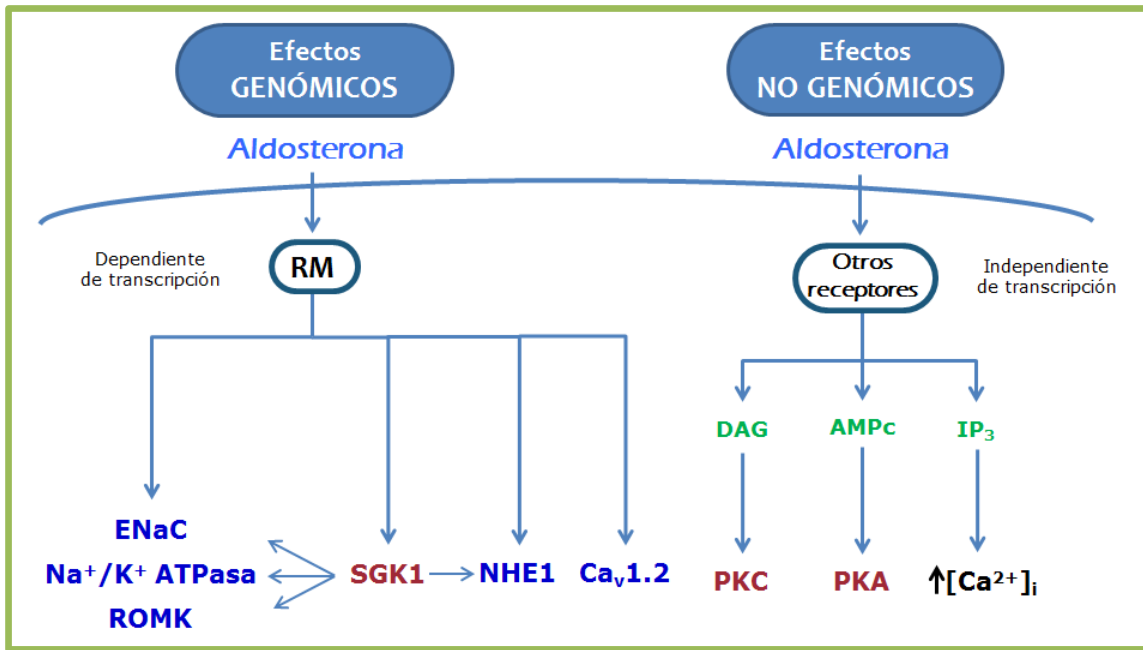 Efectos
GENÓMICOS
Efectos
NO GENÓMICOS
Aldosterona
Aldosterona
Dependiente
de transcripción
RM
Otros
receptores
Independiente
de transcripción
DAG
AMPc
IP₃
ENaC
Na⁺/K⁺ ATPasa
ROMK
SGK1
NHE1
Caᵥ1.2
PKC
PKA
↑[Ca²⁺]ᵢ